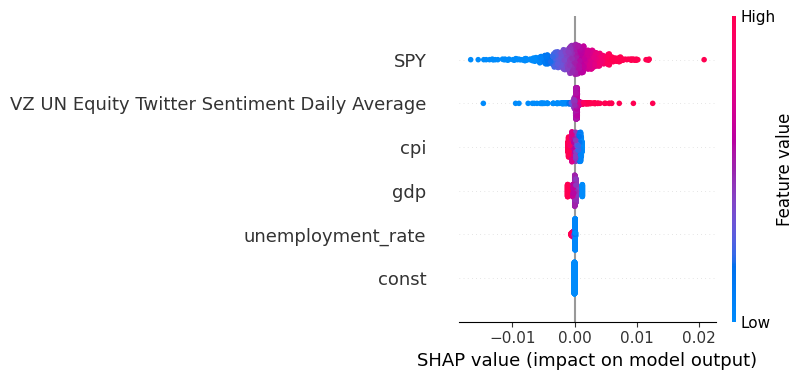 High
SPY
VZ UN Equity Twitter Sentiment Daily Average
cpi
gdp
unemployment_rate
const
Feature value
Low
−0.01 0.00 0.01 0.02
SHAP value (impact on model output)